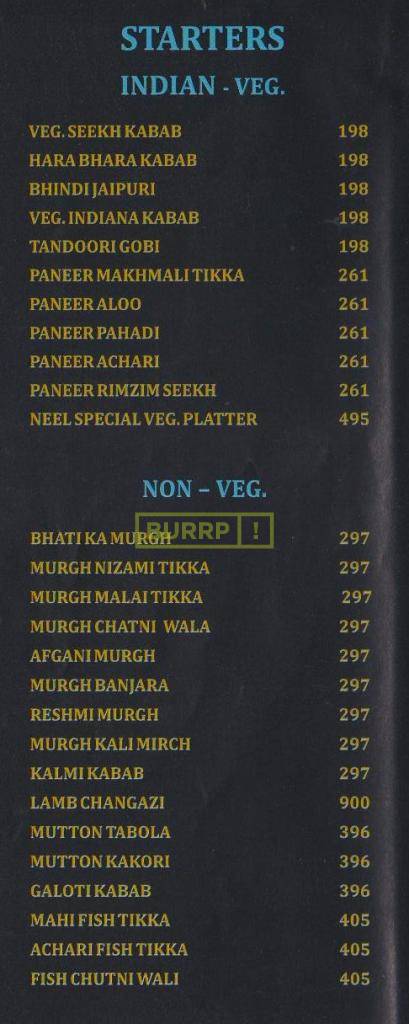 STARTERS
INDIAN - VEG.
VEG. SEEKH KABAB 198
HARA BHARA KABAB 198
BHINDI JAIPURI 198
VEG. INDIANA KABAB 198
TANDOORI GOBI 198
PANEER MAKHMALI TIKKA 261
PANEER ALOO 261
PANEER PAHADI 261
PANEER ACHARI 261
PANEER RIMZIM SEEKH 261
NEEL SPECIAL VEG. PLATTER 495
NON – VEG.
BURRP !
BHATI KA MURGH 297
MURGH NIZAMI TIKKA 297
MURGH MALAI TIKKA 297
MURGH CHATNI WALA 297
AFGANI MURGH 297
MURGH BANJARA 297
RESHMI MURGH 297
MURGH KALI MIRCH 297
KALMI KABAB 297
LAMB CHANGAZI 900
MUTTON TABOLA 396
MUTTON KAKORI 396
GALOTI KABAB 396
MAHI FISH TIKKA 405
ACHARI FISH TIKKA 405
FISH CHUTNI WALI 405